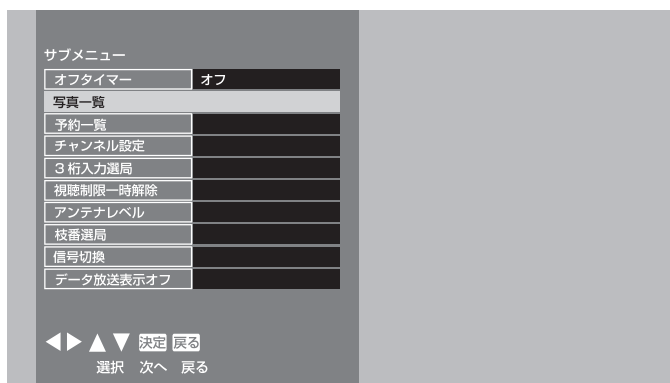 サブメニュー
オフタイマー オフ
写真一覧
予約一覧
チャンネル設定
3桁入力選局
視聴制限一時解除
アンテナレベル
枝番選局
信号切換
データ放送表示オフ
決定 戻る
選択 次へ 戻る